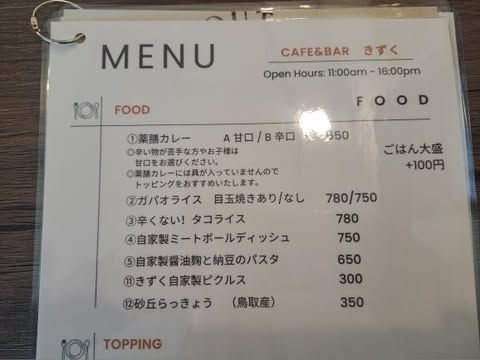 MENU
CAFE&BAR きずく
Open Hours: 11:00am - 16:00pm
FOOD
FOOD
①薬膳カレー A 甘口 / B 辛口 650
◎辛い物が苦手な方やお子様は
甘口をお選びください。
◎薬膳カレーには具が入っていませんので
トッピングをおすすめいたします。
ごはん大盛
+100円
②ガパオライス 目玉焼きあり/なし 780/750
③辛くない！タコライス 780
④自家製ミートボールディッシュ 750
⑤自家製醤油麹と納豆のパスタ 650
⑪きずく自家製ピクルス 300
⑫砂丘らっきょう （鳥取産） 350
TOPPING